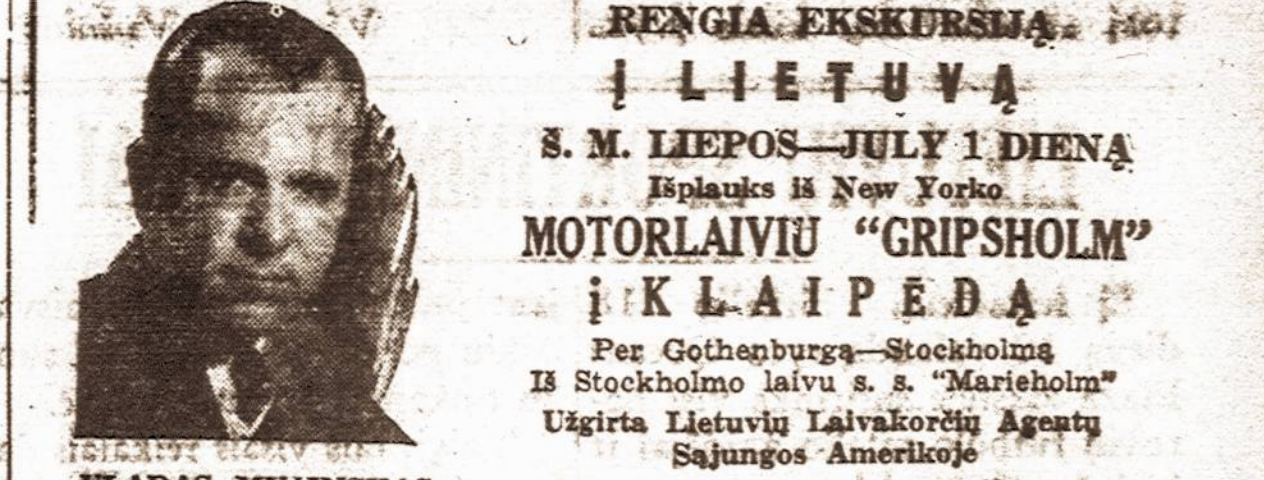 RENGIA EKSKURSIJĄ
Į LIETUVĄ
Š. M. LIEPOS—JULY 1 DIENĄ
Išplauks iš New Yorko
MOTORLAIVIU “GRIPSHOLM”
į KLAIPĖDĄ
Per Gothenburgą—Stockholmą
Iš Stockholmo laivu s. s. “Marieholm”
Užgirta Lietuvių Laivakorčių Agentų
Sąjungos Amerikoje